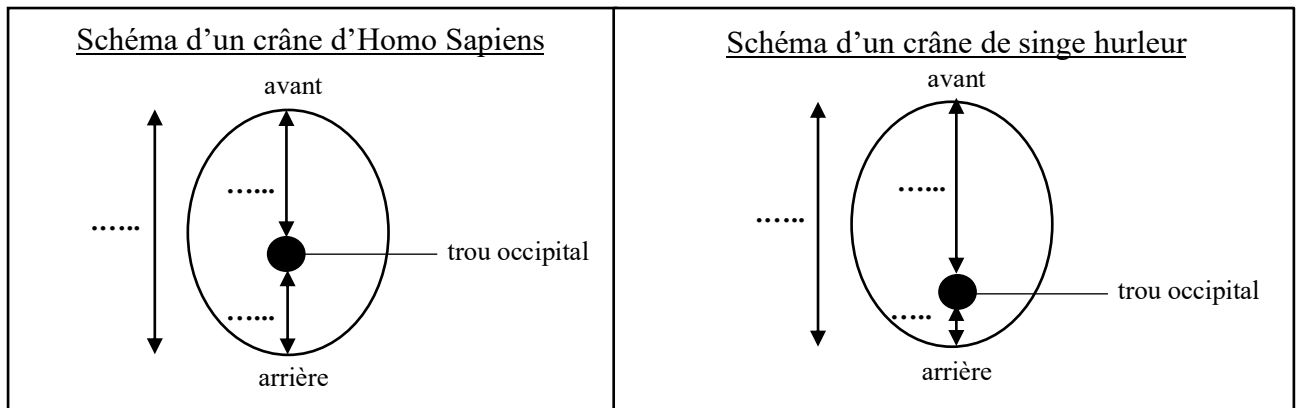 Schéma d'un crâne d'Homo Sapiens
avant
......
......
trou occipital
......
arrière
Schéma d'un crâne de singe hurleur
avant
......
......
trou occipital
......
arrière